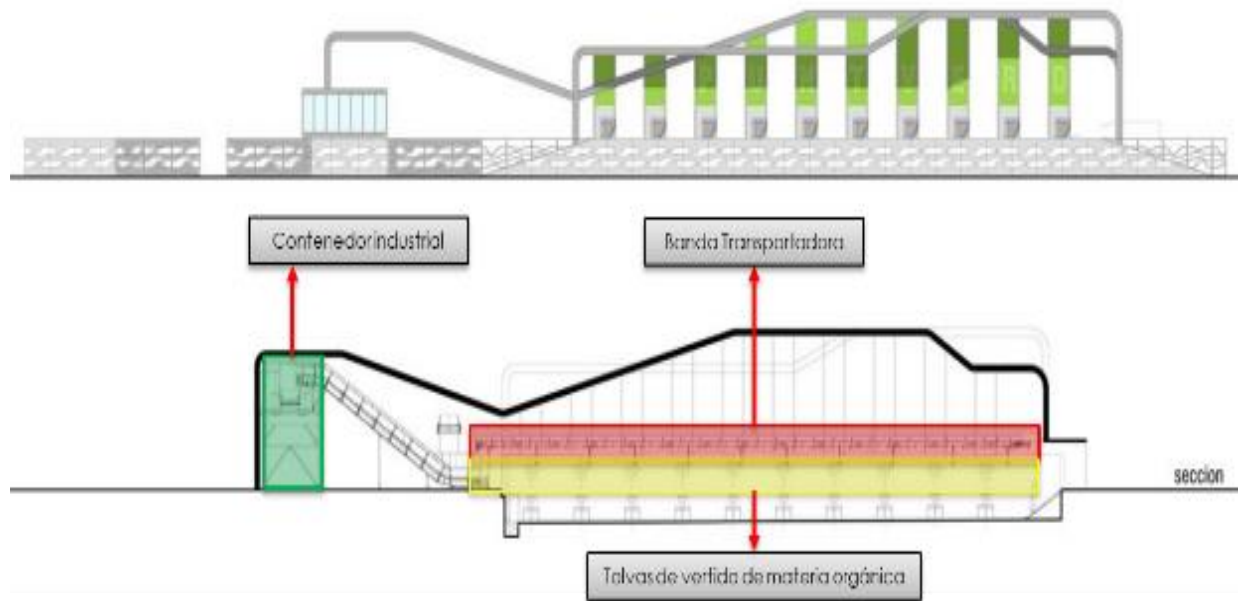 Contenedor industrial
Banda Transportadora
seccion
Tolvas de vertido de materia orgánica